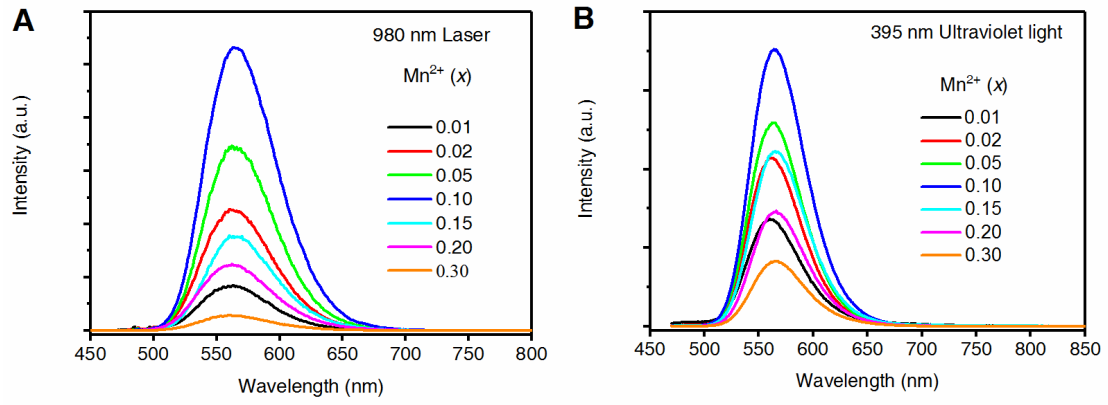 A
980 nm Laser
Mn2+ (x)
0.01
0.02
0.05
0.10
0.15
0.20
0.30
Intensity (a.u.)
450 500 550 600 650 700 750 800
Wavelength (nm)
B
395 nm Ultraviolet light
Mn2+ (x)
0.01
0.02
0.05
0.10
0.15
0.20
0.30
Intensity (a.u.)
450 500 550 600 650 700 750 800 850
Wavelength (nm)